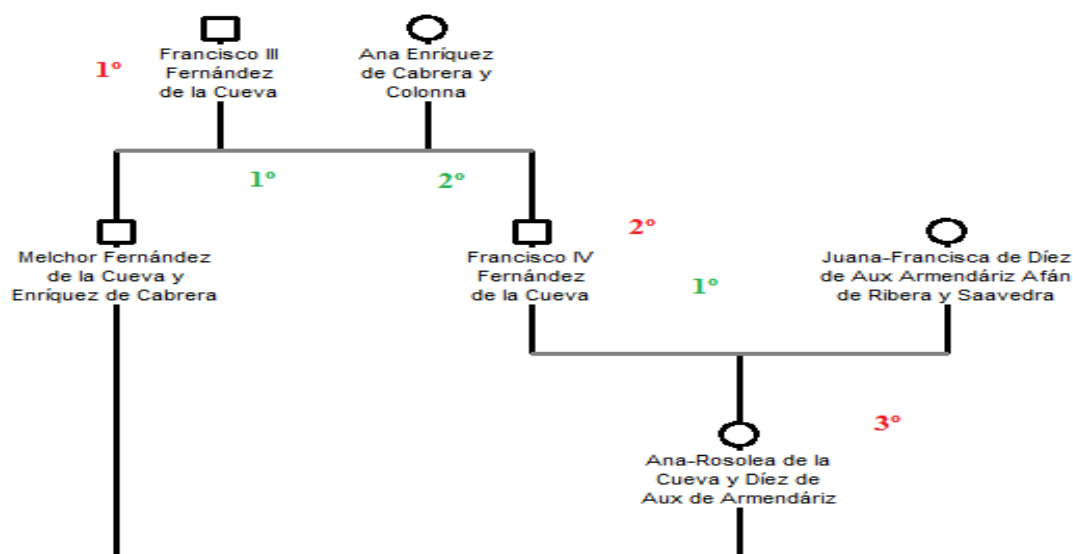 Francisco III
Fernández
de la Cueva
Ana Enríquez
de Cabrera y
Colonna
1º
1º
2º
Melchor Fernández
de la Cueva y
Enríquez de Cabrera
Francisco IV
Fernández
de la Cueva
2º
1º
Juana-Francisca de Díez
de Aux Armendáriz Afán
de Ribera y Saavedra
3º
Ana-Rosolea de la
Cueva y Díez de
Aux de Armendáriz